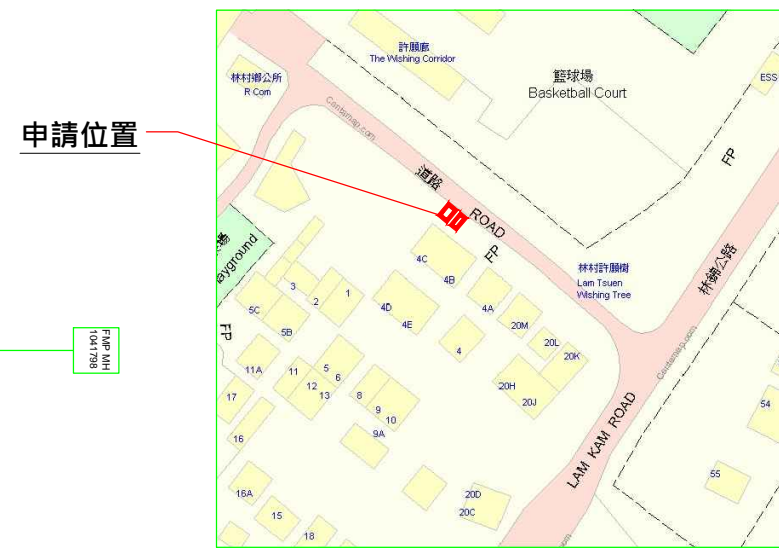 許願廊
The Wishing Corridor
林村鄉公所
R Com
籃球場
Basketball Court
ESS
Centamap.com
申請位置
道路
ROAD
FP
FP
林村許願樹
Lam Tsuen
Wishing Tree
林錦公路
Centamap.com
LAM KAM ROAD
ayground
FP
4C
4B
4A
4D
4E
4
20M
20L
20K
20H
20J
3
2
1
5C
5B
11A
11
12
13
5
6
8
9
10
9A
17
16
16A
15
18
20D
20C
54
55
FMP MH
1041798